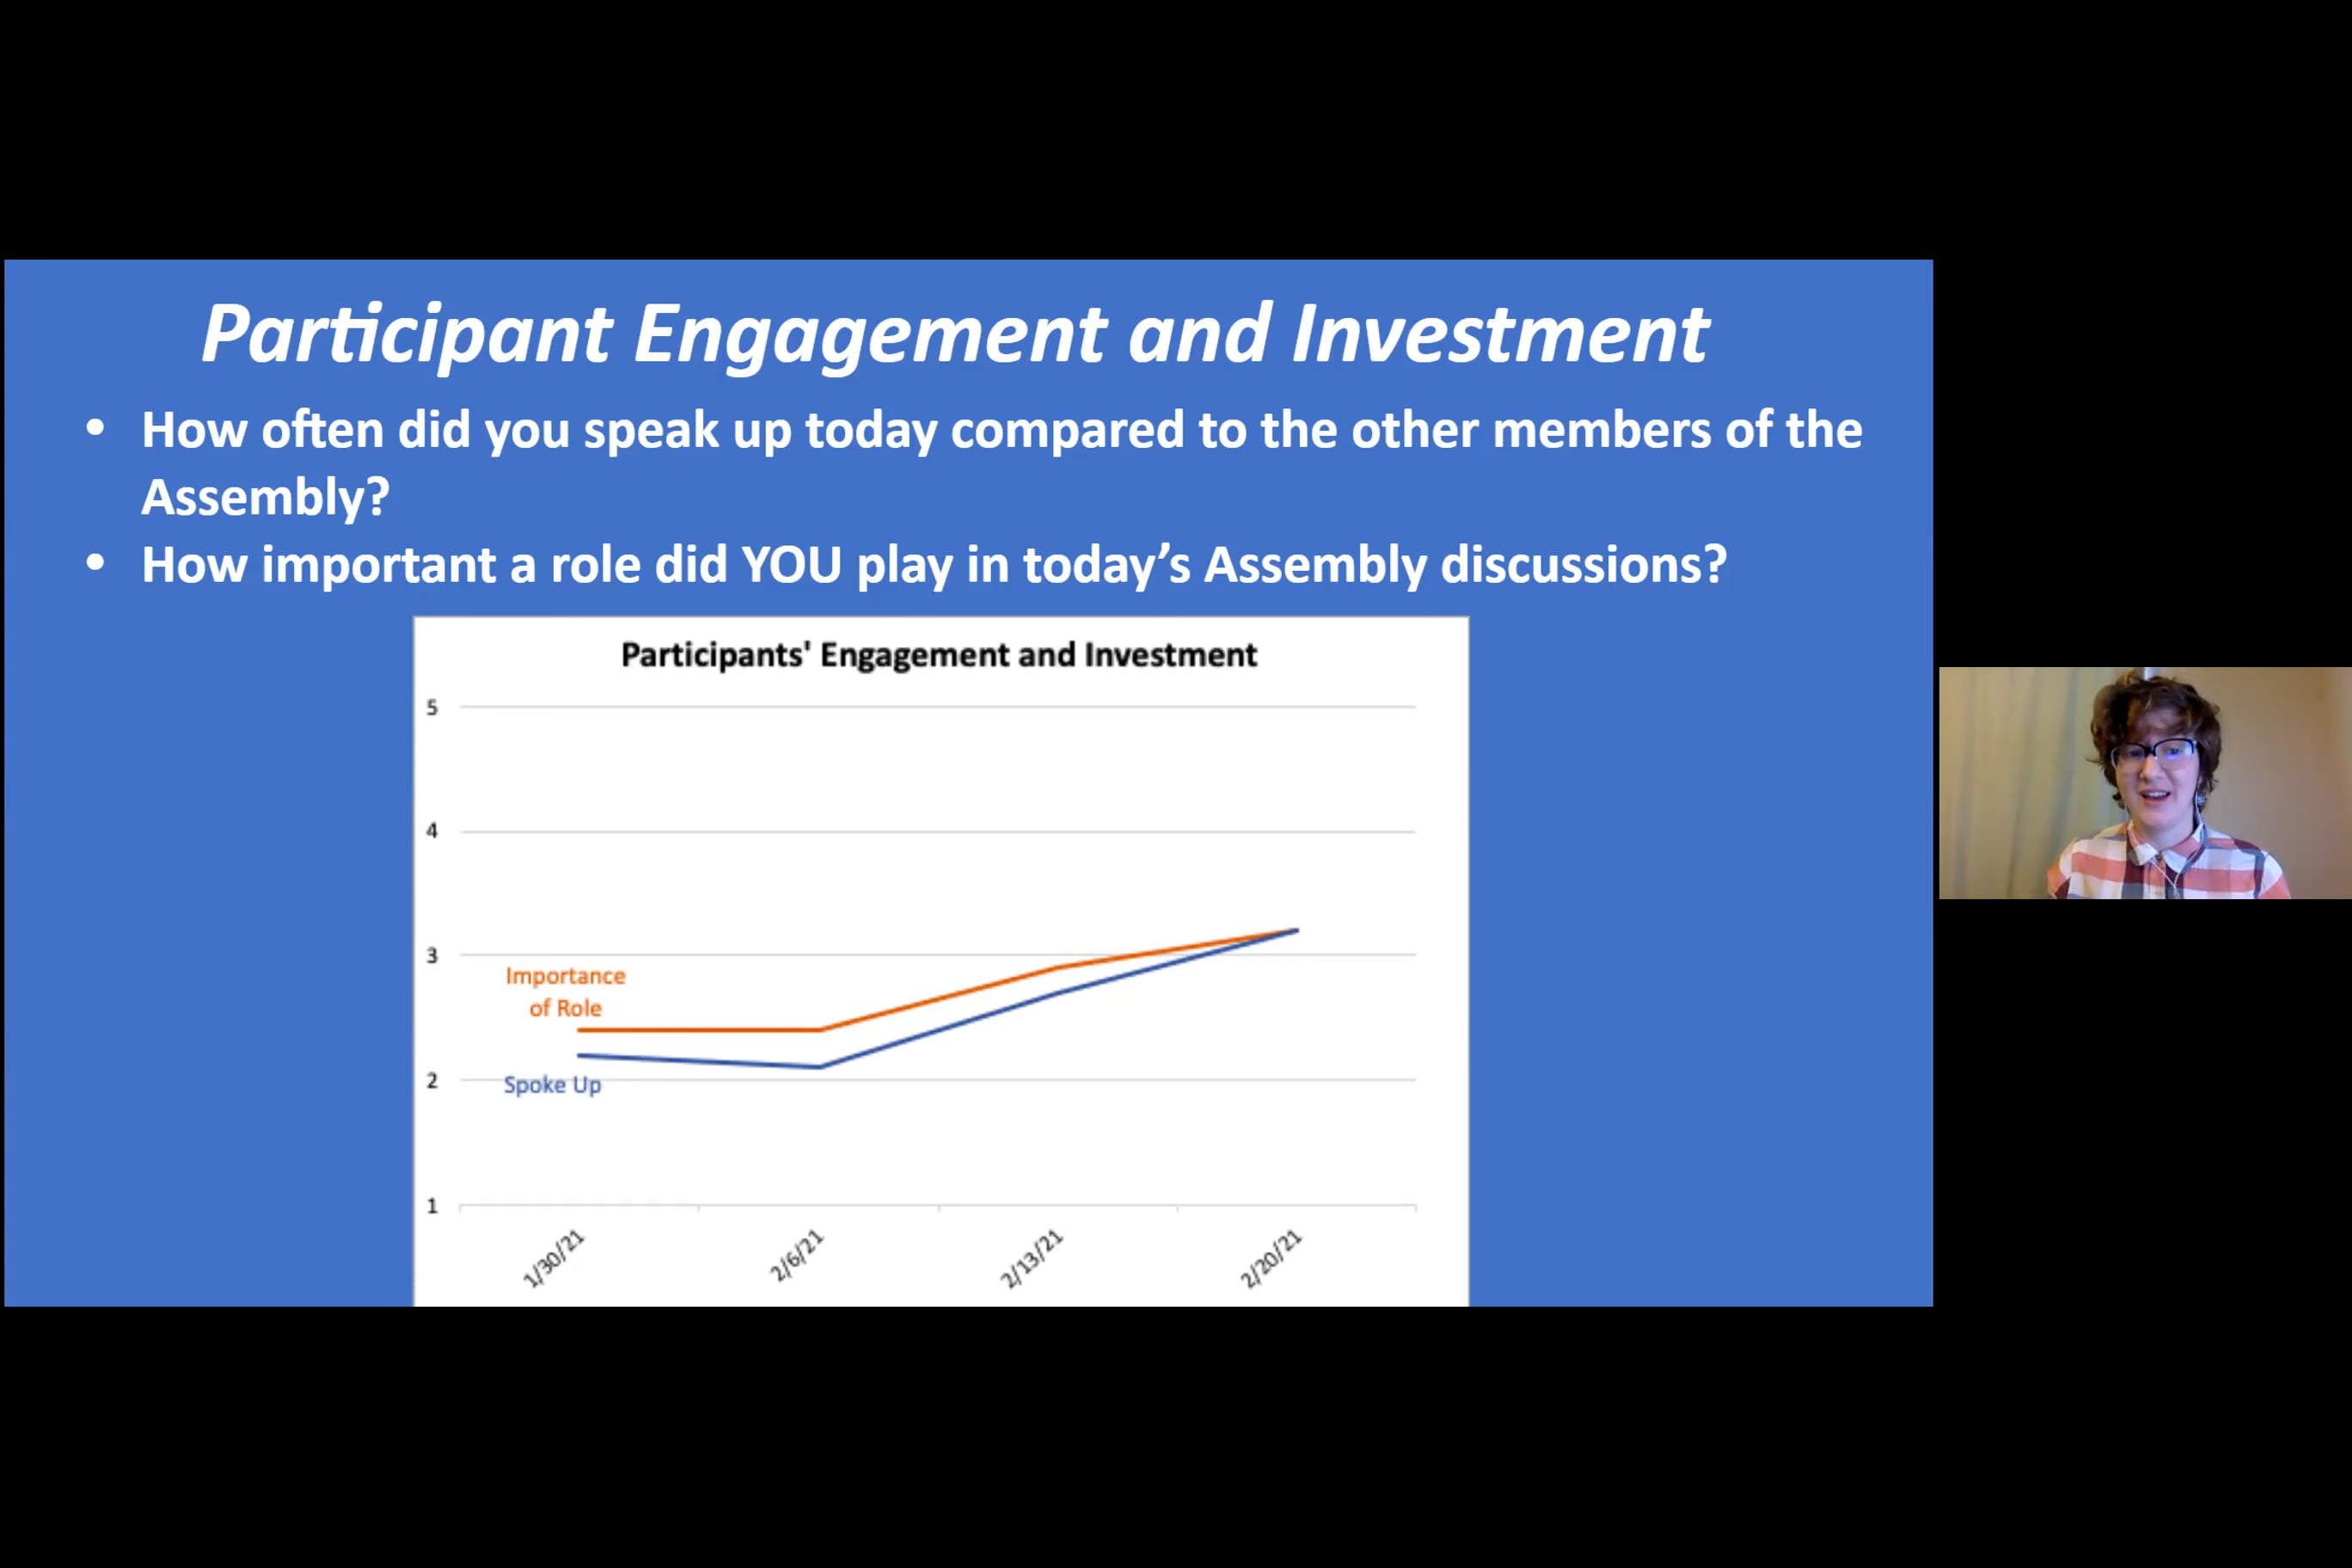 Participant Engagement and Investment
• How often did you speak up today compared to the other members of the
Assembly?
• How important a role did YOU play in today's Assembly discussions?
Participants' Engagement and Investment
5
4
3
Importance
of Role
2
Spoke Up
1
1/30/21
2/6/21
2/13/21
2/20/21